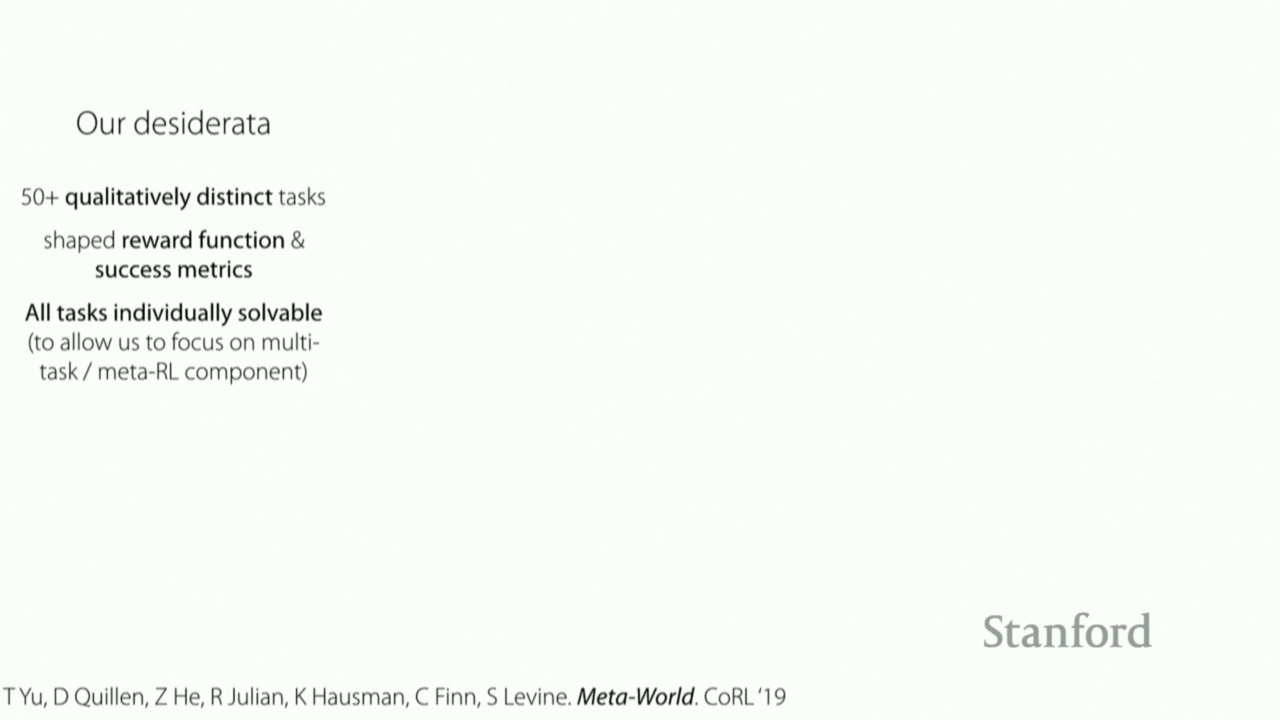 Our desiderata
50+ qualitatively distinct tasks
shaped reward function &
success metrics
All tasks individually solvable
(to allow us to focus on multi-
task / meta-RL component)
Stanford
T Yu, D Quillen, Z He, R Julian, K Hausman, C Finn, S Levine. Meta-World. CoRL ‘19